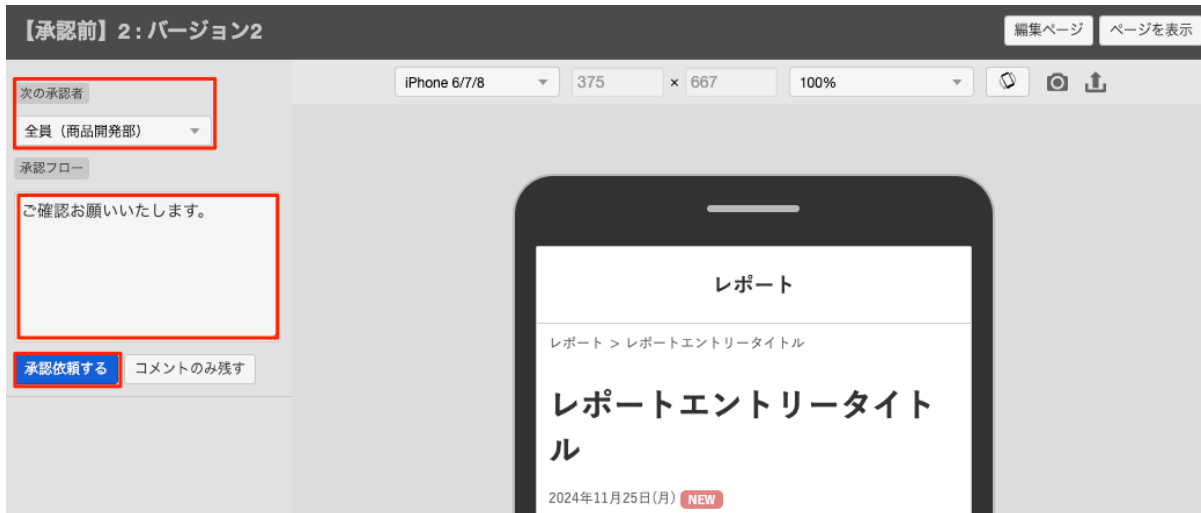 【承認前】2 : バージョン2
編集ページ
ページを表示
次の承認者
全員（商品開発部）
承認フロー
ご確認お願いいたします。
承認依頼する
コメントのみ残す
iPhone 6/7/8
375
×
667
100%
レポート
レポート > レポートエントリータイトル
レポートエントリータイト
ル
2024年11月25日(月) NEW